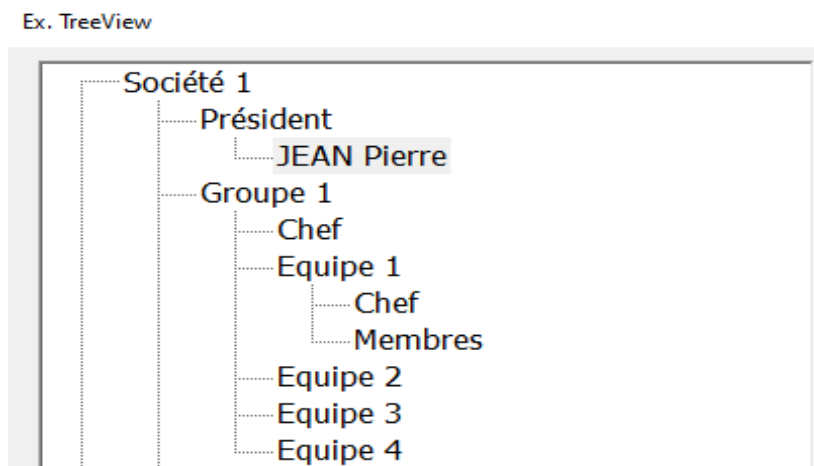 Ex. TreeView
Société 1
Président
JEAN Pierre
Groupe 1
Chef
Equipe 1
Chef
Membres
Equipe 2
Equipe 3
Equipe 4